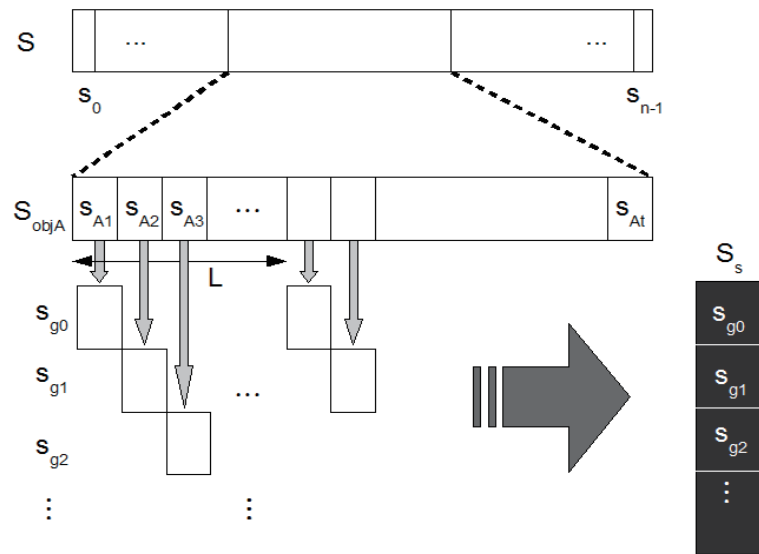 S ... ...
s0 sn-1
SobjA sA1 sA2 sA3 ... sAt
L
Ss
sg0 sg0
sg1 ... sg1
sg2 sg2
⋮ ⋮ ⋮